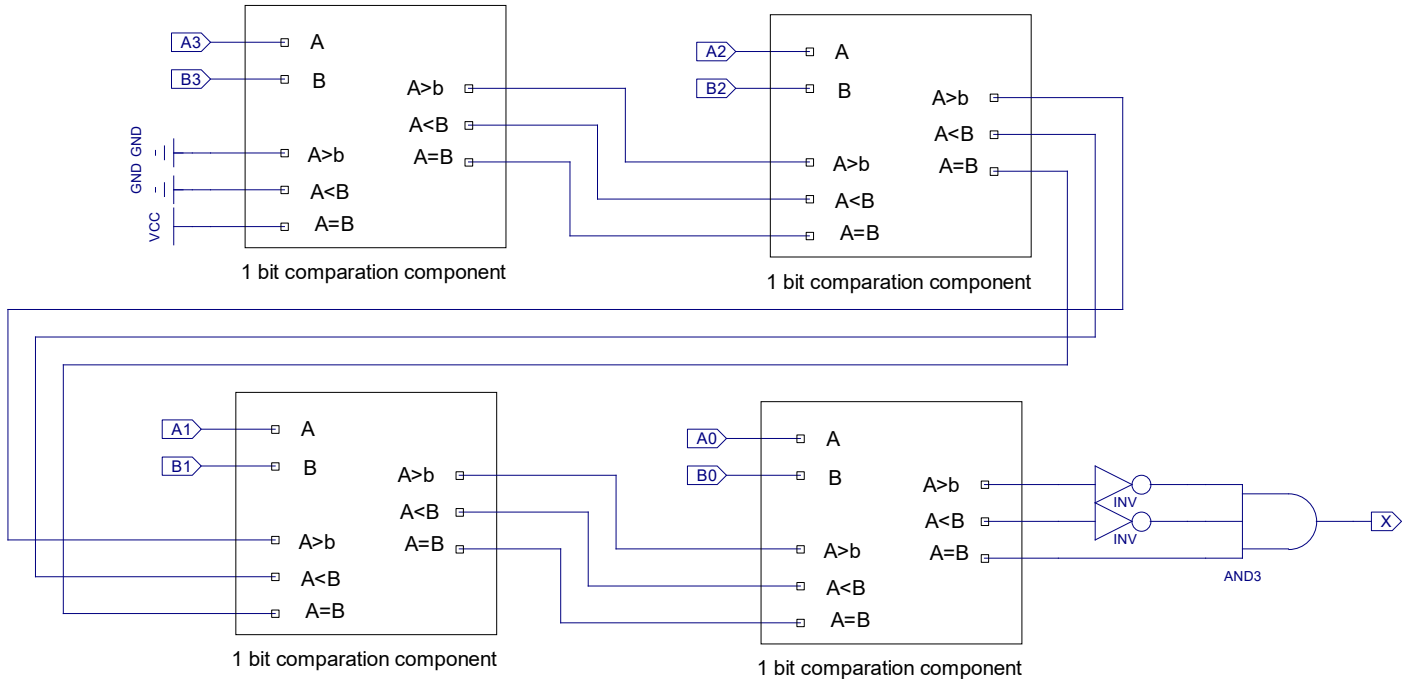 A3
A
B3
B
A>b
A<B
A=B
GND GND
VCC
A>b
A<B
A=B
1 bit comparation component
A2
A
B2
B
A>b
A<B
A=B
A>b
A<B
A=B
1 bit comparation component
A1
A
B1
B
A>b
A<B
A=B
A>b
A<B
A=B
1 bit comparation component
A0
A
B0
B
A>b
A<B
A=B
A>b
A<B
A=B
1 bit comparation component
INV
INV
AND3
X